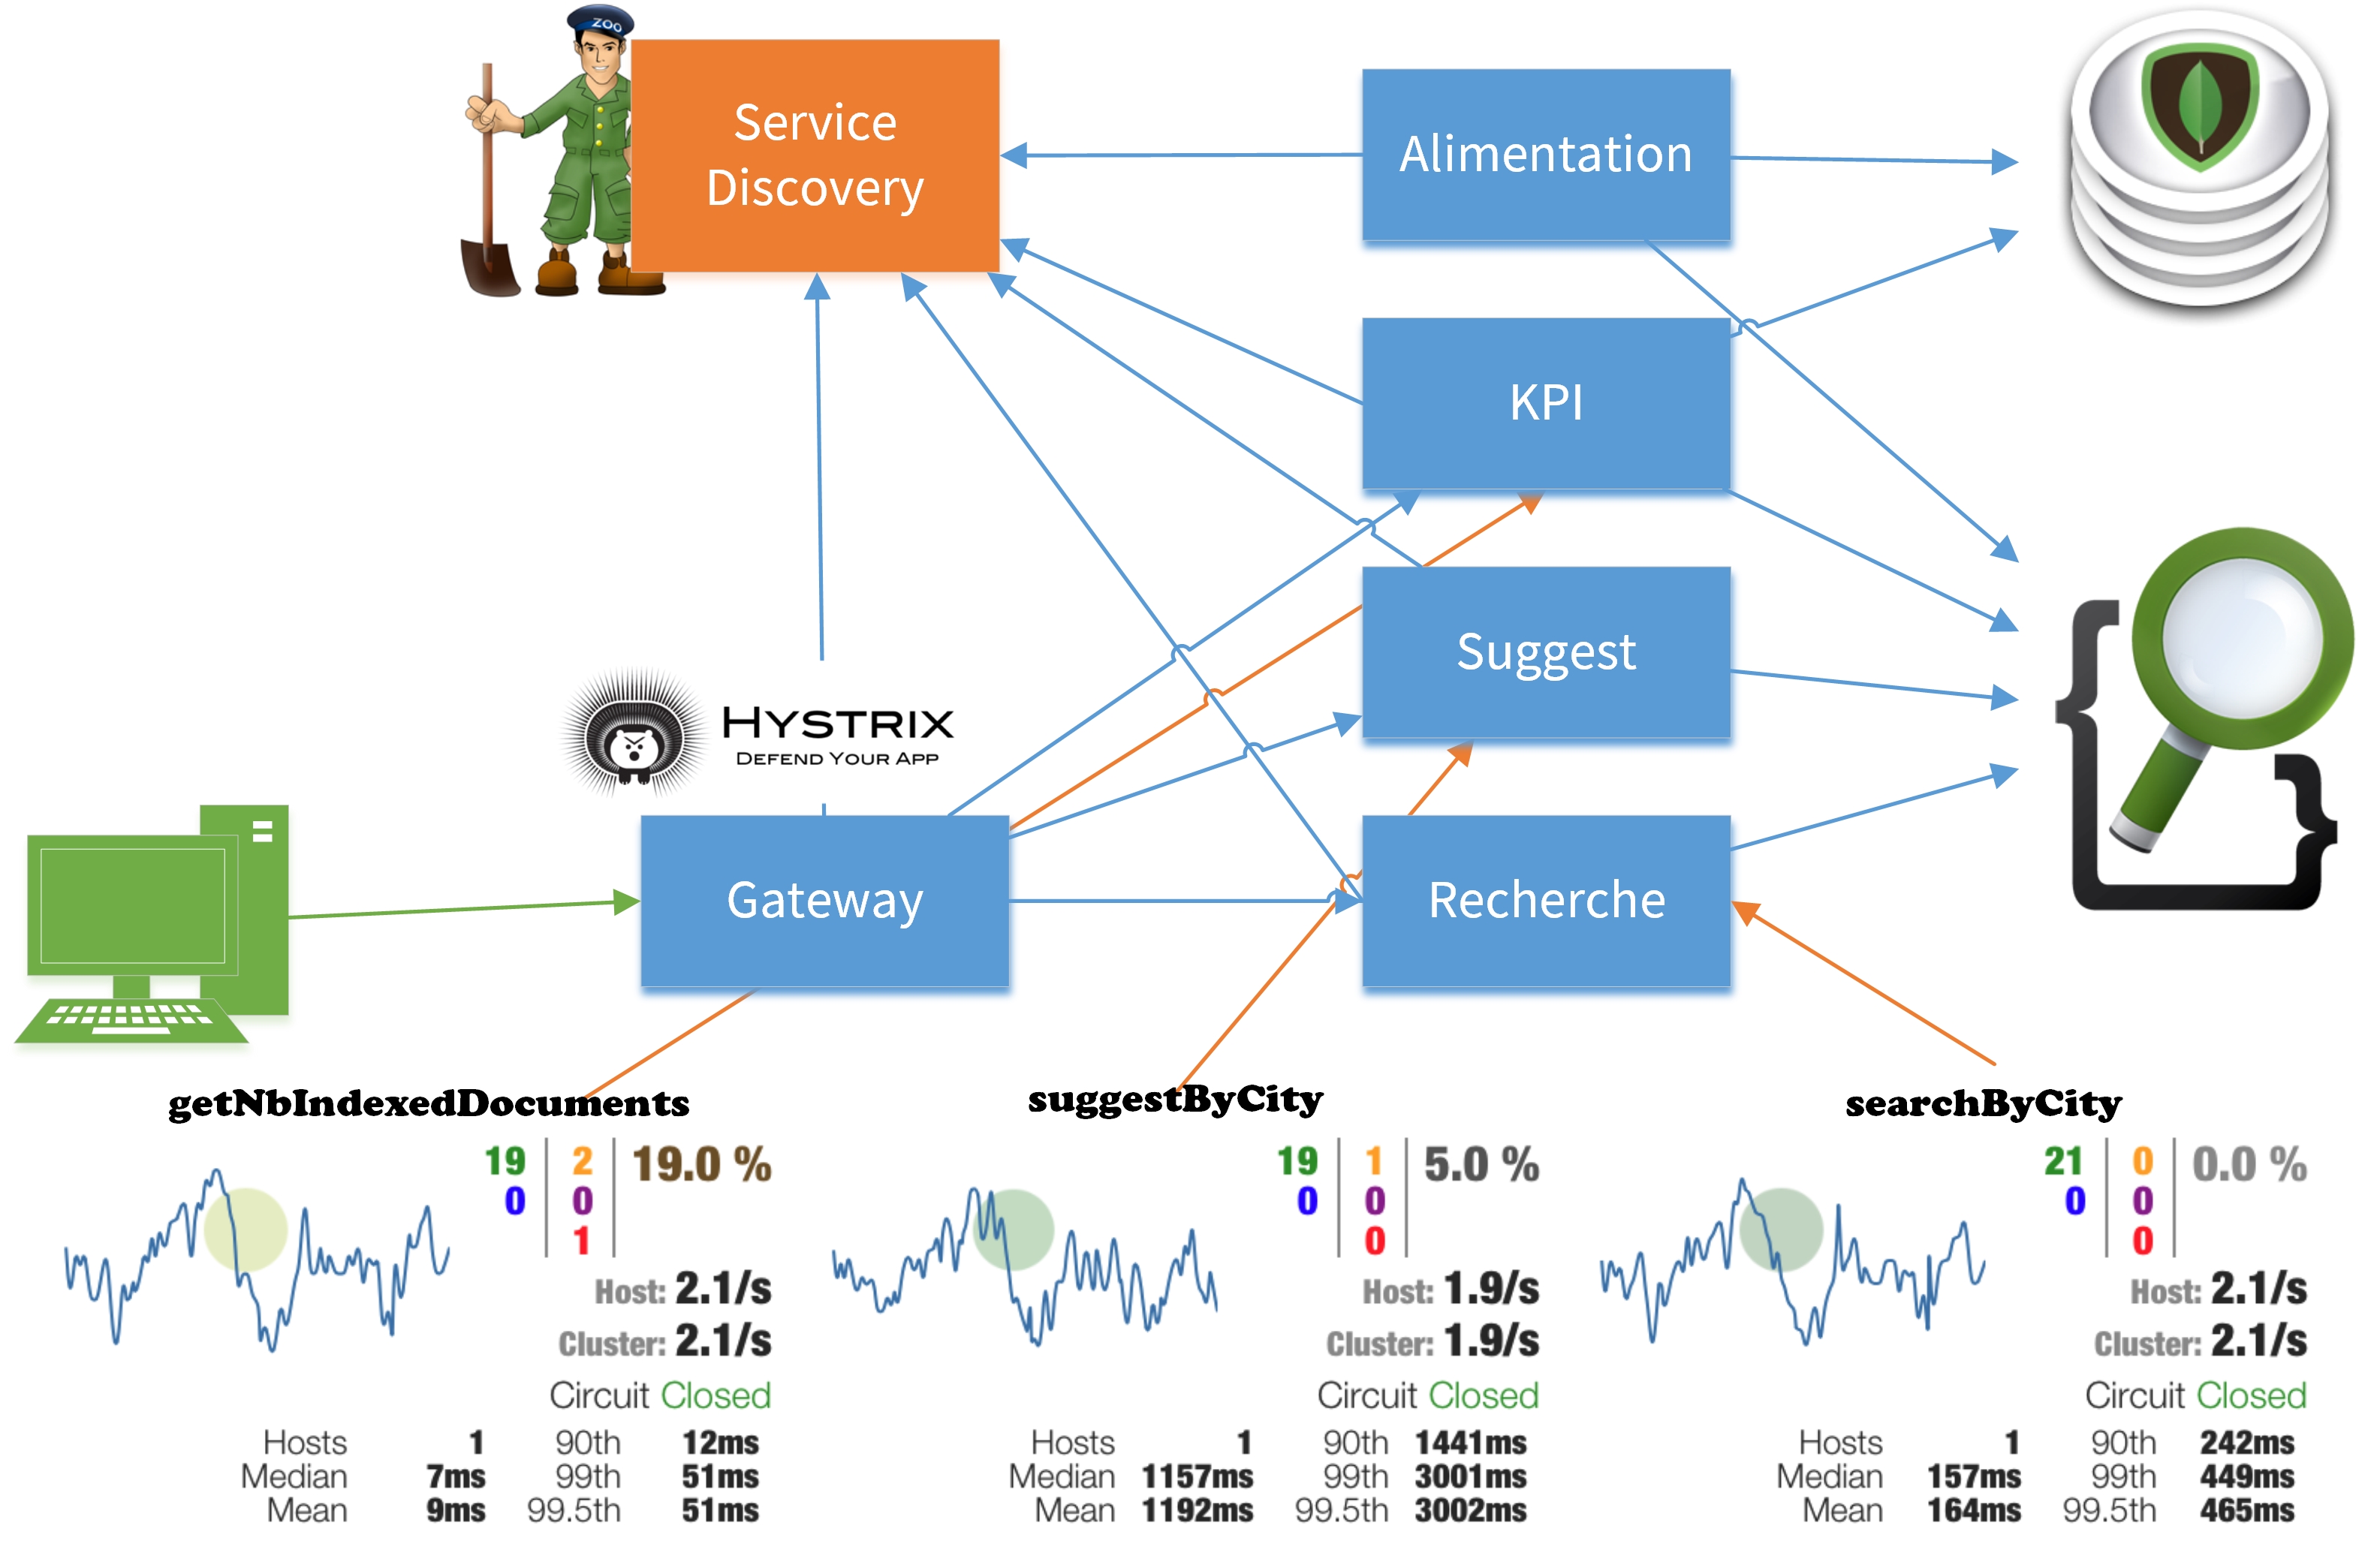 ZOO
Service
Discovery
Alimentation
KPI
Suggest
HYSTRIX
DEFEND YOUR APP
Gateway
Recherche
getNbIndexedDocuments
19 2 19.0 %
0 0
1
Host: 2.1/s
Cluster: 2.1/s
Circuit Closed
Hosts 1 90th 12ms
Median 7ms 99th 51ms
Mean 9ms 99.5th 51ms
suggestByCity
19 1 5.0 %
0 0
0
Host: 1.9/s
Cluster: 1.9/s
Circuit Closed
Hosts 1 90th 1441ms
Median 1157ms 99th 3001ms
Mean 1192ms 99.5th 3002ms
searchByCity
21 0 0.0 %
0 0
0
Host: 2.1/s
Cluster: 2.1/s
Circuit Closed
Hosts 1 90th 242ms
Median 157ms 99th 449ms
Mean 164ms 99.5th 465ms